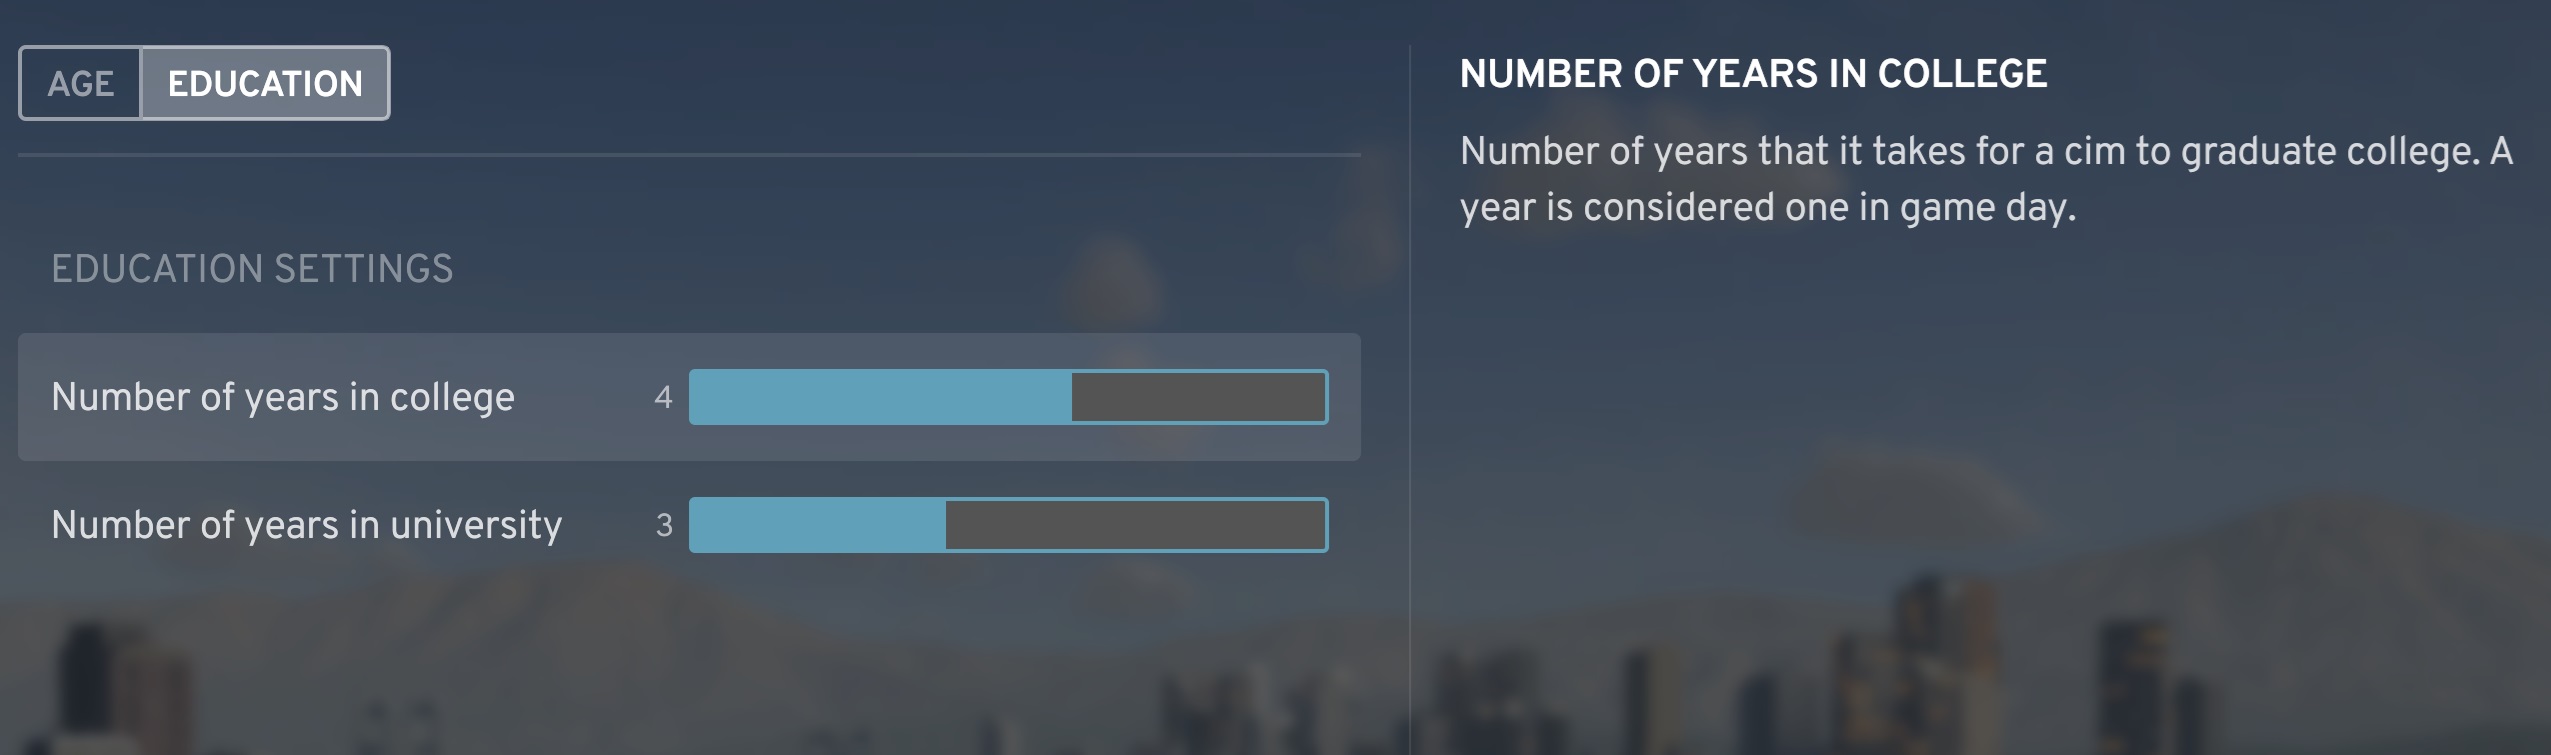 AGE EDUCATION
EDUCATION SETTINGS
Number of years in college 4
Number of years in university 3
NUMBER OF YEARS IN COLLEGE
Number of years that it takes for a cim to graduate college. A
year is considered one in game day.